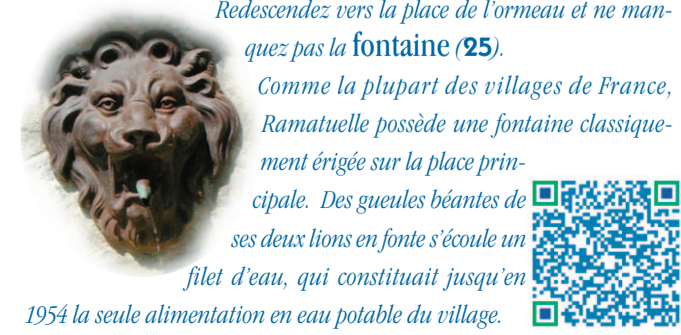 Redescendez vers la place de l'ormeau et ne man-
quez pas la fontaine (25).
Comme la plupart des villages de France,
Ramatuelle possède une fontaine classique-
ment érigée sur la place prin-
cipale. Des gueules béantes de
ses deux lions en fonte s'écoule un
filet d'eau, qui constituait jusqu'en
1954 la seule alimentation en eau potable du village.